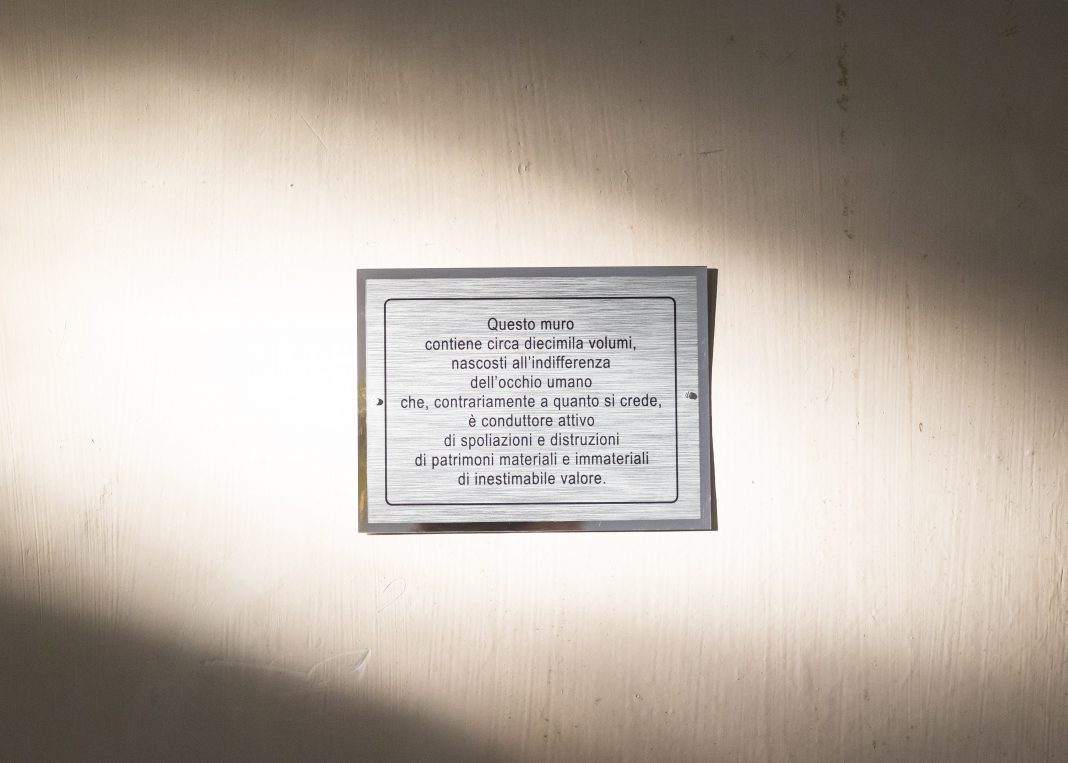 Questo muro
contiene circa diecimila volumi,
nascosti all'indifferenza
dell'occhio umano
che, contrariamente a quanto si crede,
è conduttore attivo
di spoliazioni e distruzioni
di patrimoni materiali e immateriali
di inestimabile valore.